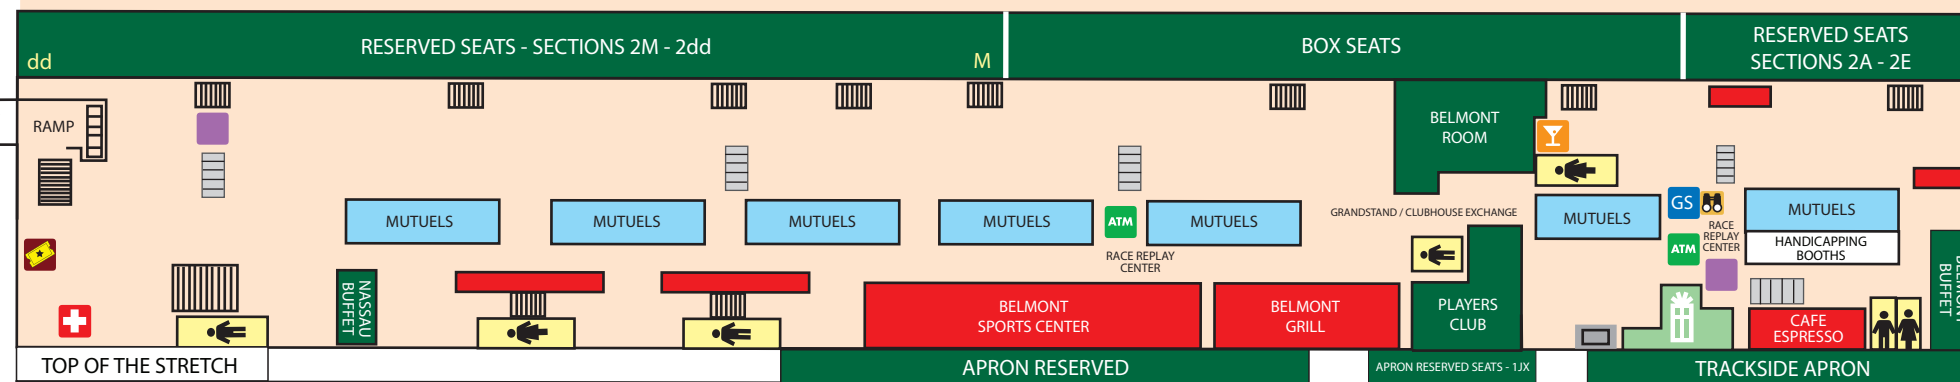 RESERVED SEATS - SECTIONS 2M - 2dd
dd
M
BOX SEATS
RESERVED SEATS
SECTIONS 2A - 2E
RAMP
BELMONT
ROOM
MUTUELS
MUTUELS
MUTUELS
MUTUELS
ATM
MUTUELS
GRANDSTAND / CLUBHOUSE EXCHANGE
MUTUELS
GS
MUTUELS
RACE
REPLAY
CENTER
ATM
HANDICAPPING
BOOTHS
RACE REPLAY
CENTER
NASSAU
BUFFET
BELMONT
SPORTS CENTER
BELMONT
GRILL
PLAYERS
CLUB
CAFE
ESPRESSO
BUFFET
TOP OF THE STRETCH
APRON RESERVED
APRON RESERVED SEATS - 1JX
TRACKSIDE APRON